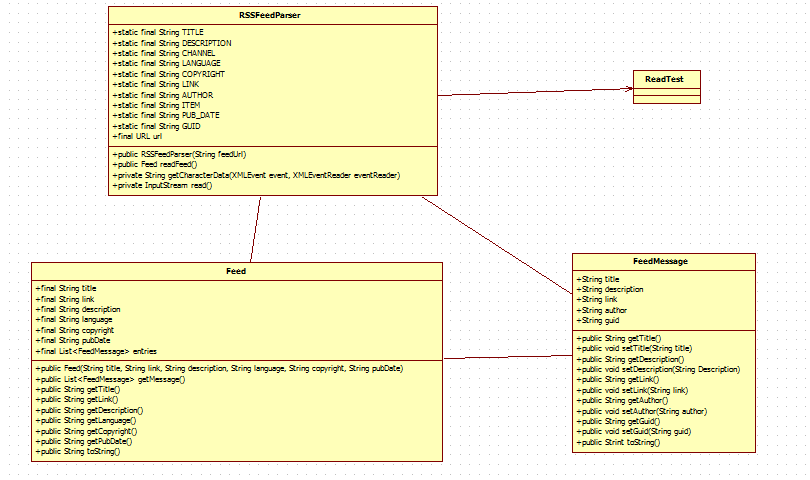 RSSFeedParser
+static final String TITLE
+static final String DESCRIPTION
+static final String CHANNEL
+static final String LANGUAGE
+static final String COPYRIGHT
+static final String LINK
+static final String AUTHOR
+static final String ITEM
+static final String PUB_DATE
+static final String GUID
+final URL url
+public RSSFeedParser(String feedUrl)
+public Feed readFeed()
+private String getCharacterData(XMLEvent event, XMLEventReader eventReader)
+private InputStream read()
ReadTest
Feed
+final String title
+final String link
+final String description
+final String language
+final String copyright
+final String pubDate
+final List<FeedMessage> entries
+public Feed(String title, String link, String description, String language, String copyright, String pubDate)
+public List<FeedMessage> getMessage()
+public String getTitle()
+public String getLink()
+public String getDescription()
+public String getLanguage()
+public String getCopyright()
+public String getPubDate()
+public String toString()
FeedMessage
+String title
+String description
+String link
+String author
+String guid
+public String getTitle()
+public void setTitle(String title)
+public String getDescription()
+public void setDescription(String Description)
+public String getLink()
+public void setLink(String link)
+public String getAuthor()
+public void setAuthor(String author)
+public String getGuid()
+public void setGuid(String guid)
+public Strint toString()